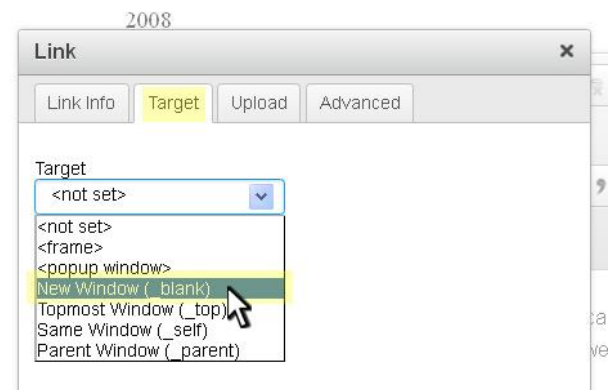 2008
Link
Link Info Target Upload Advanced
Target
<not set>
<not set>
<frame>
<popup window>
New Window (_blank)
Topmost Window (_top)
Same Window (_self)
Parent Window (_parent)